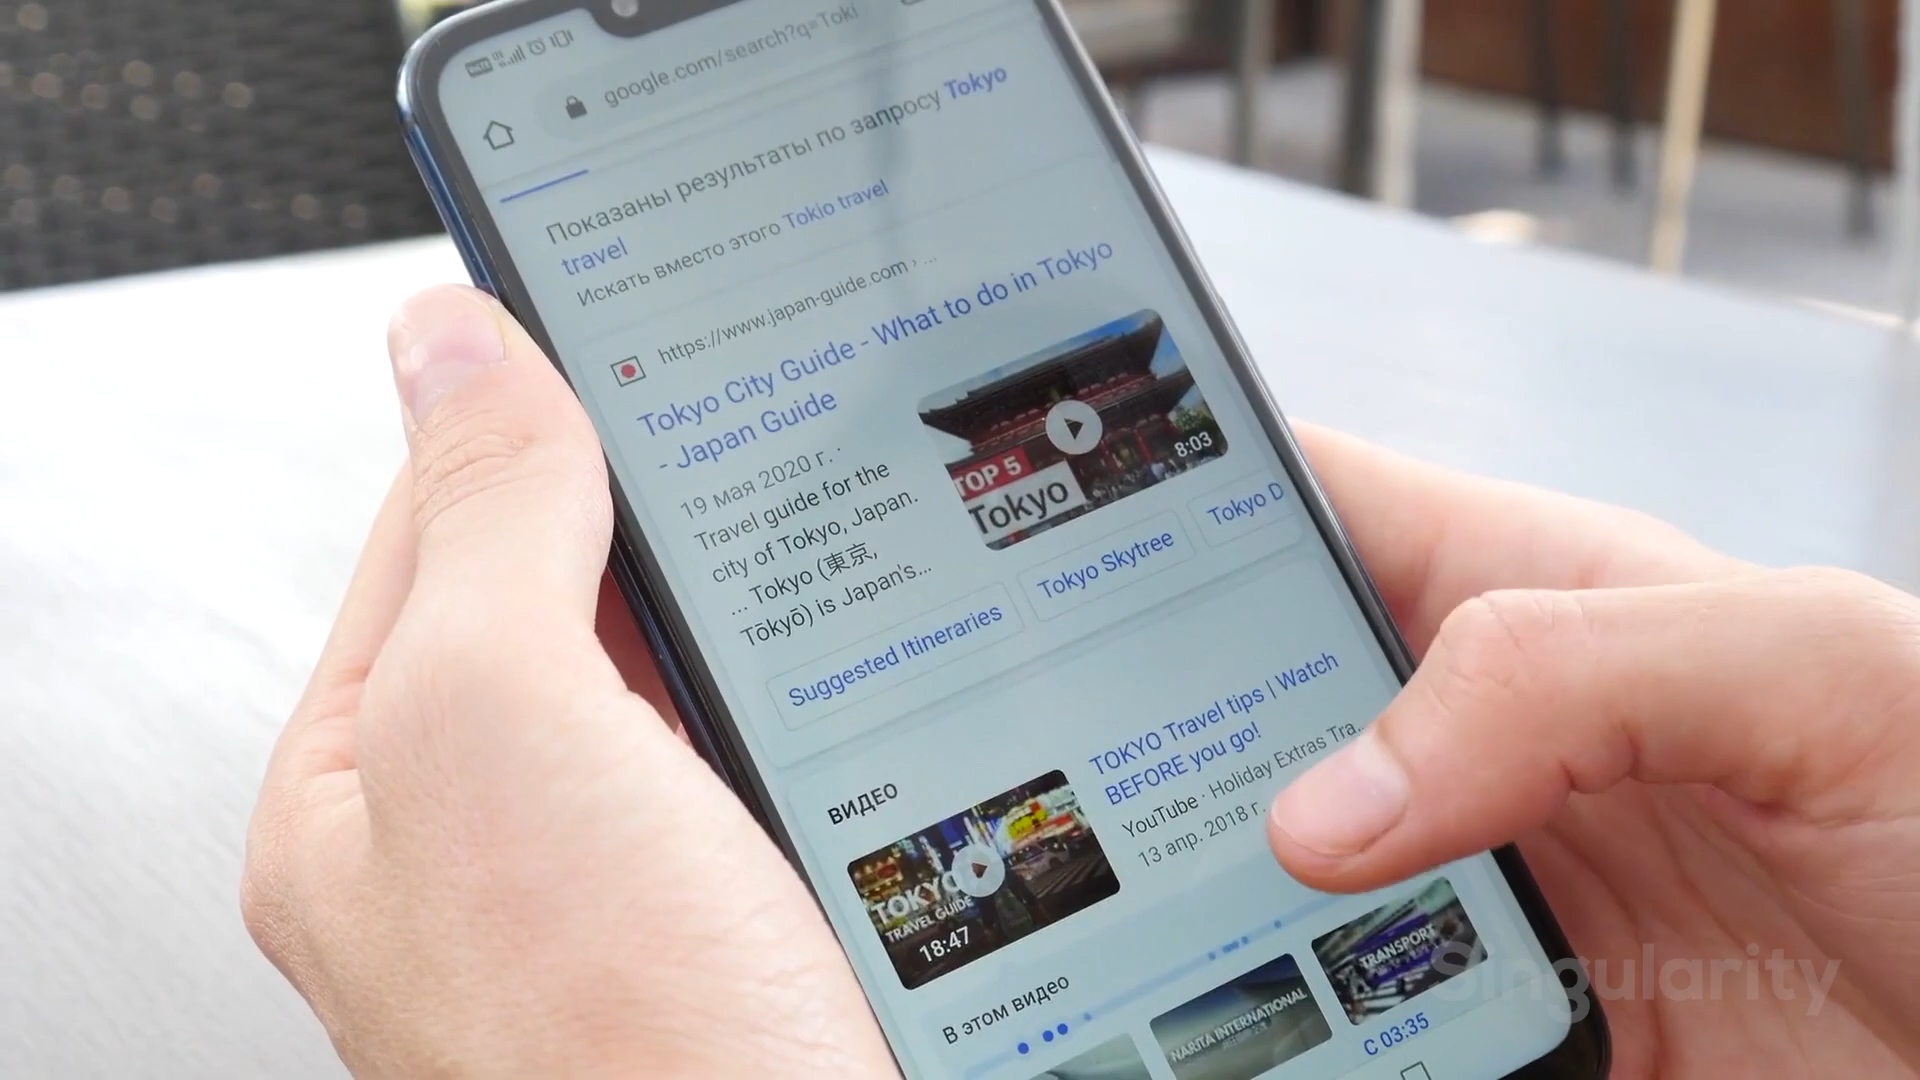 google.com/search?q=Toki
Показаны результаты по запросу Tokyo
travel
Искать вместо этого Tokio travel
https://www.japan-guide.com › ...
Tokyo City Guide - What to do in Tokyo
- Japan Guide
19 мая 2020 г. ·
Travel guide for the
city of Tokyo, Japan.
... Tokyo (東京,
Tōkyō) is Japan's...
TOP 5
Tokyo
8:03
Suggested Itineraries
Tokyo Skytree
Tokyo D
ВИДЕО
TOKYO
TRAVEL GUIDE
18:47
TOKYO Travel tips | Watch
BEFORE you go!
YouTube · Holiday Extras Tra...
13 апр. 2018 г.
В этом видео
NARITA INTERNATIONAL
TRANSPORT
С 03:35
Singularity